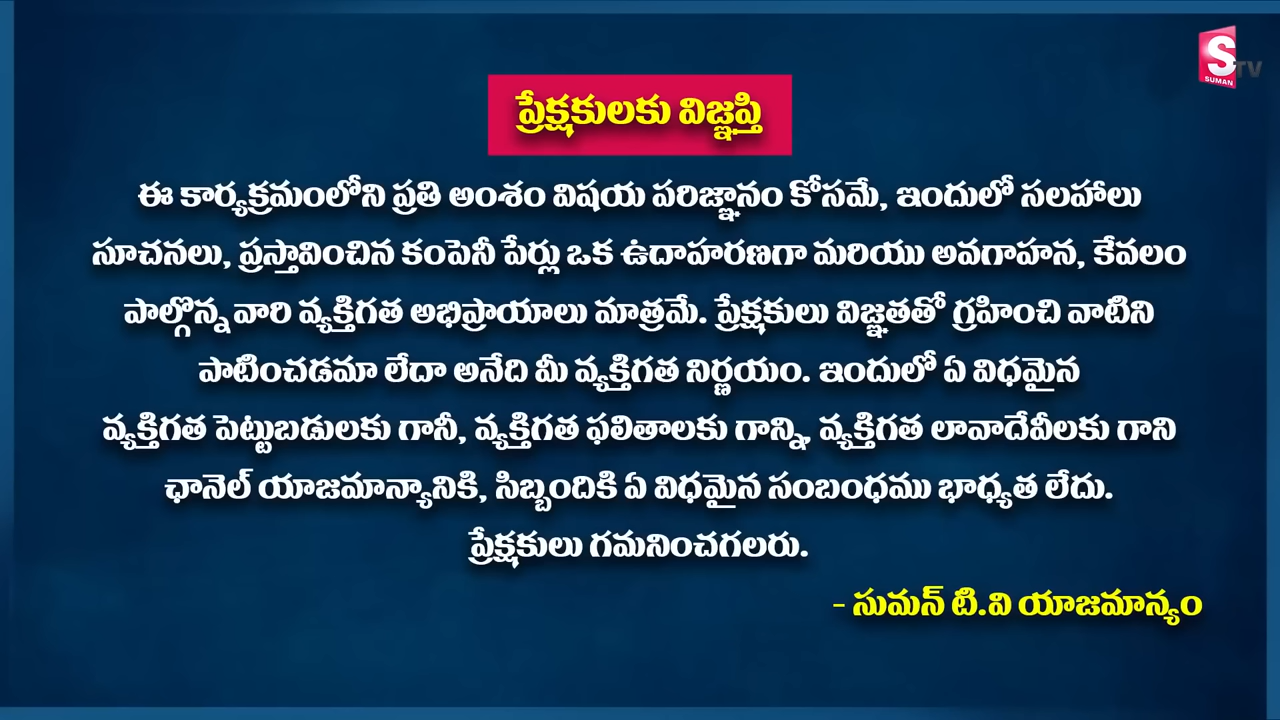 S
SUMAN
TV
ప్రేక్షకులకు విజ్ఞప్తి
ఈ కార్యక్రమంలోని ప్రతి అంశం విషయ పరిజ్ఞానం కోసమే, ఇందులో సలహాలు
సూచనలు, ప్రస్తావించిన కంపెనీ పేర్లు ఒక ఉదాహరణగా మరియు అవగాహన, కేవలం
పాల్గొన్న వారి వ్యక్తిగత అభిప్రాయాలు మాత్రమే. ప్రేక్షకులు విజ్ఞతతో గ్రహించి వాటిని
పాటించడమా లేదా అనేది మీ వ్యక్తిగత నిర్ణయం. ఇందులో ఏ విధమైన
వ్యక్తిగత పెట్టుబడులకు గానీ, వ్యక్తిగత ఫలితాలకు గాన్ని, వ్యక్తిగత లావాదేవీలకు గాని
ఛానెల్ యాజమాన్యానికి, సిబ్బందికి ఏ విధమైన సంబంధము భాధ్యత లేదు.
ప్రేక్షకులు గమనించగలరు.
- సుమన్ టి.వి యాజమాన్యం